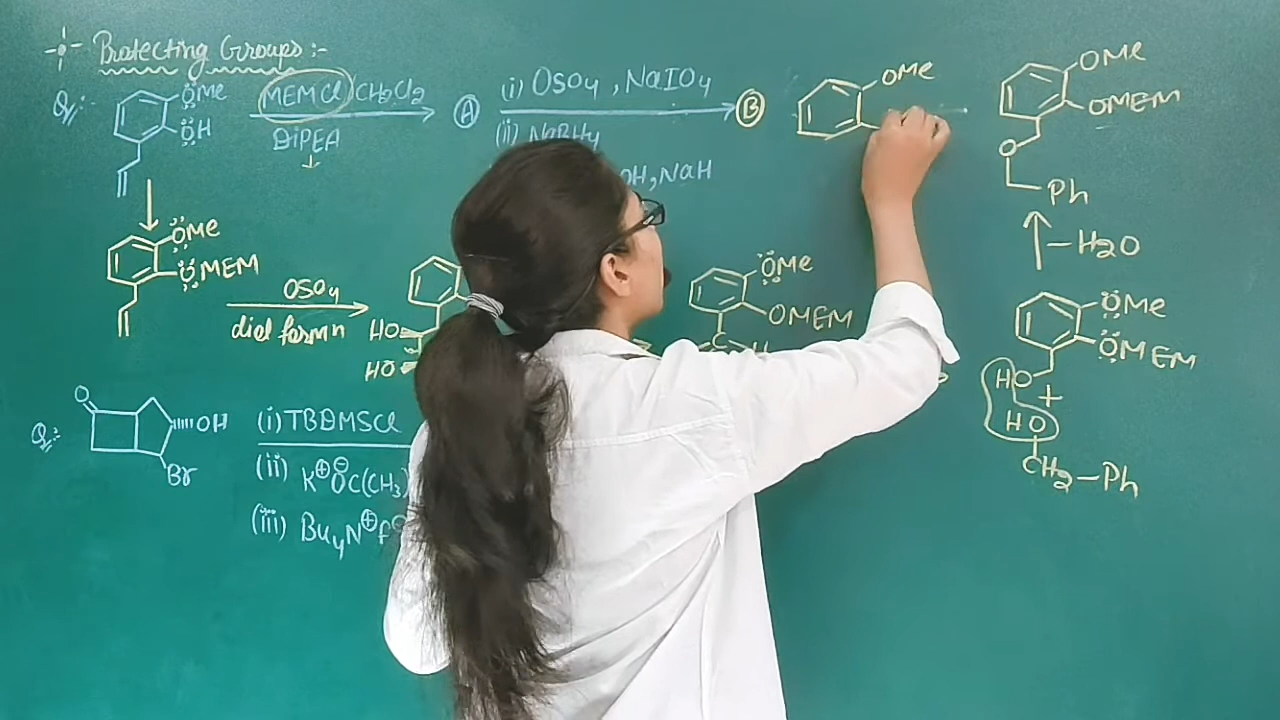 Protecting Groups :-
Q:-
OMe
OH
MEMCl, CH2Cl2
DiPEA
A
(i) OsO4, NaIO4
(ii) NaBH4
OH, NaH
B
OMe
OMe
OMEM
O
Ph
-H2O
OMe
OMEM
OsO4
diol formn
HO
HO
OMe
OMEM
C
H
OMe
OMEM
HO
+
HO
CH2-Ph
Q:-
O
OH
Br
(i) TBDMSCl
(ii) K⊕ ⊖OC(CH3)
(iii) Bu4N⊕ F